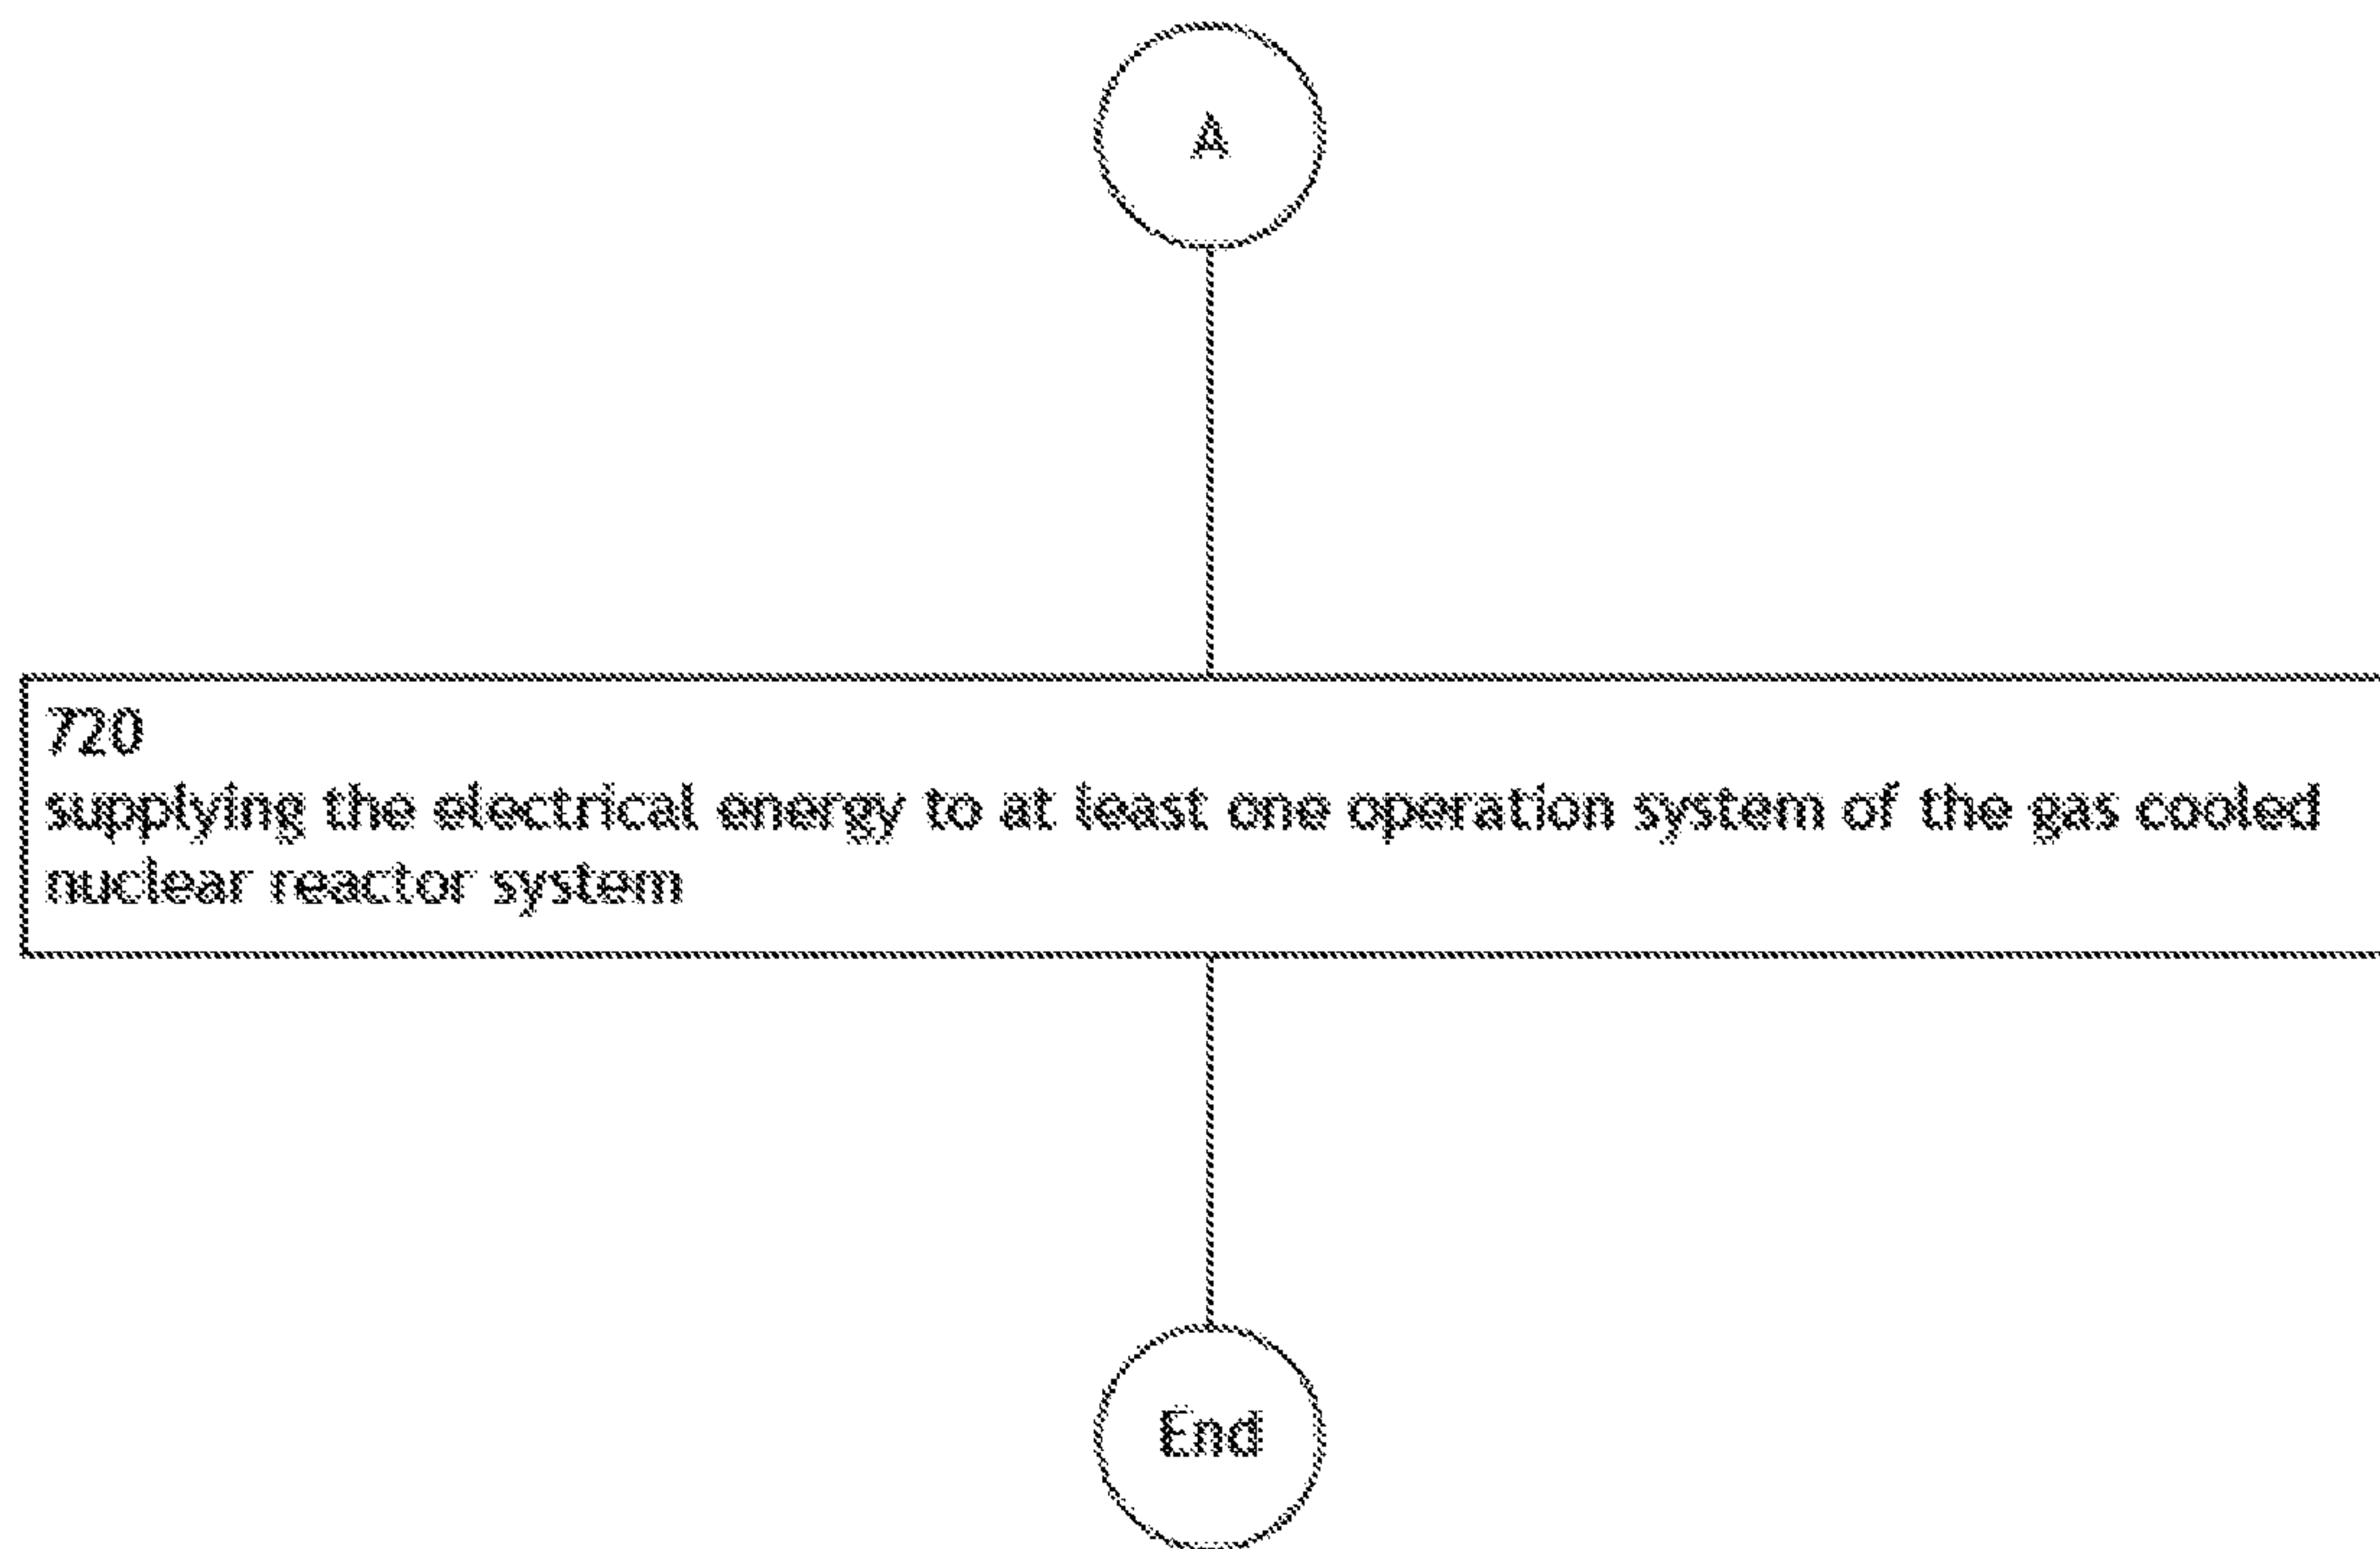 A
720
supplying the electrical energy to at least one operation system of the gas cooled
nuclear reactor system
End